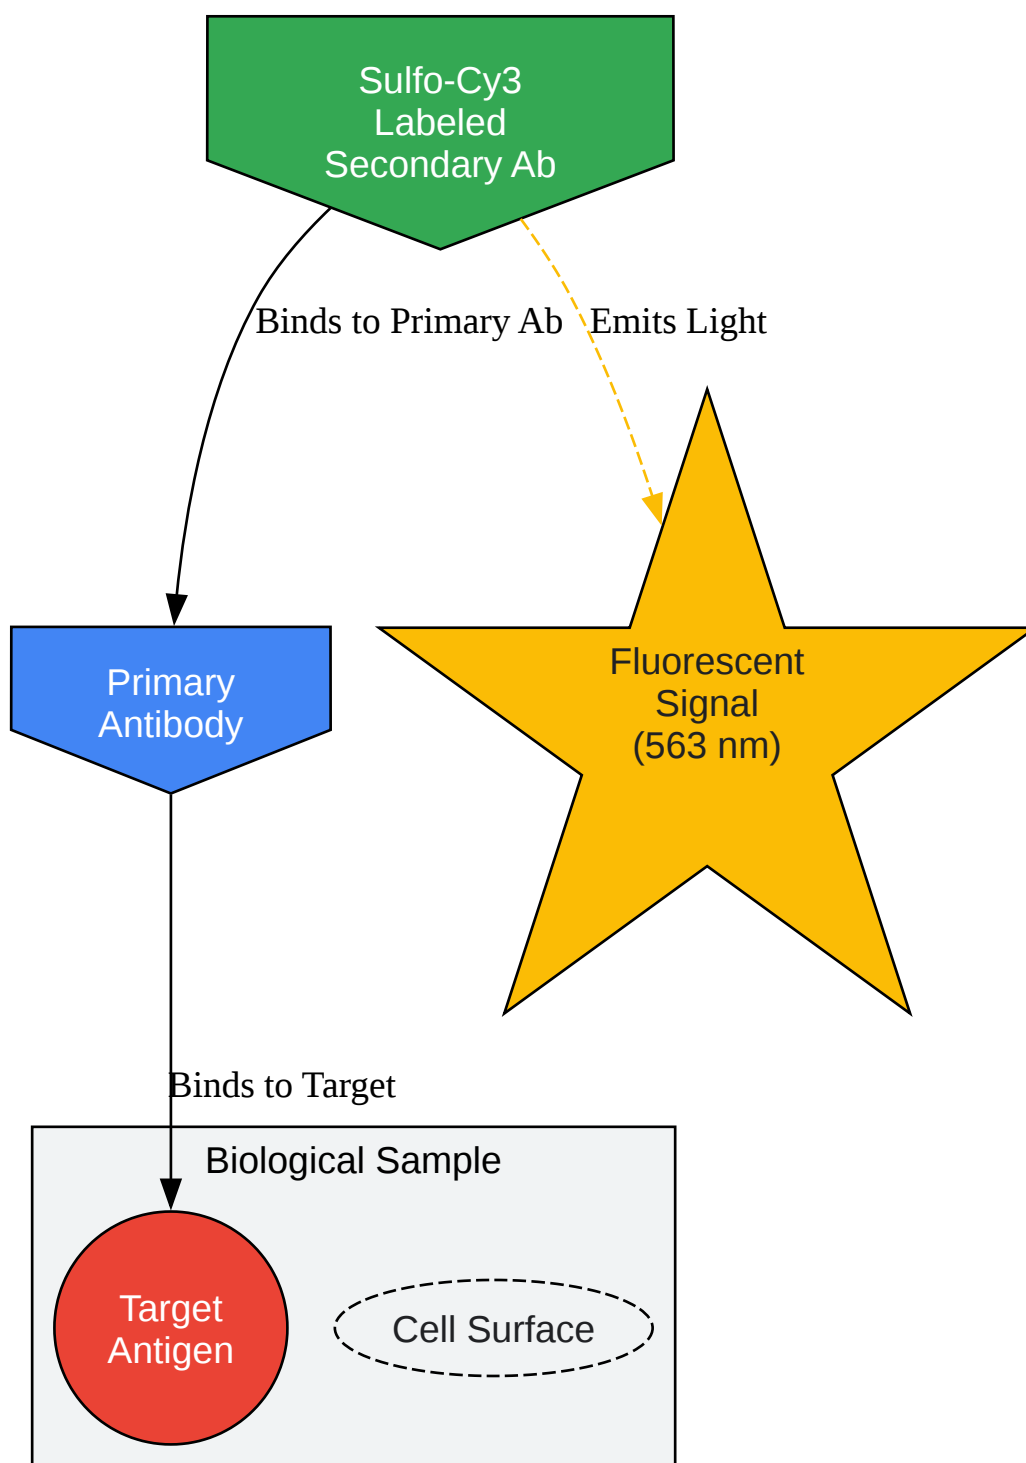 Sulfo-Cy3
Labeled
Secondary Ab
Binds to Primary Ab
Emits Light
Fluorescent
Signal
(563 nm)
Primary
Antibody
Binds to Target
Biological Sample
Target
Antigen
Cell Surface